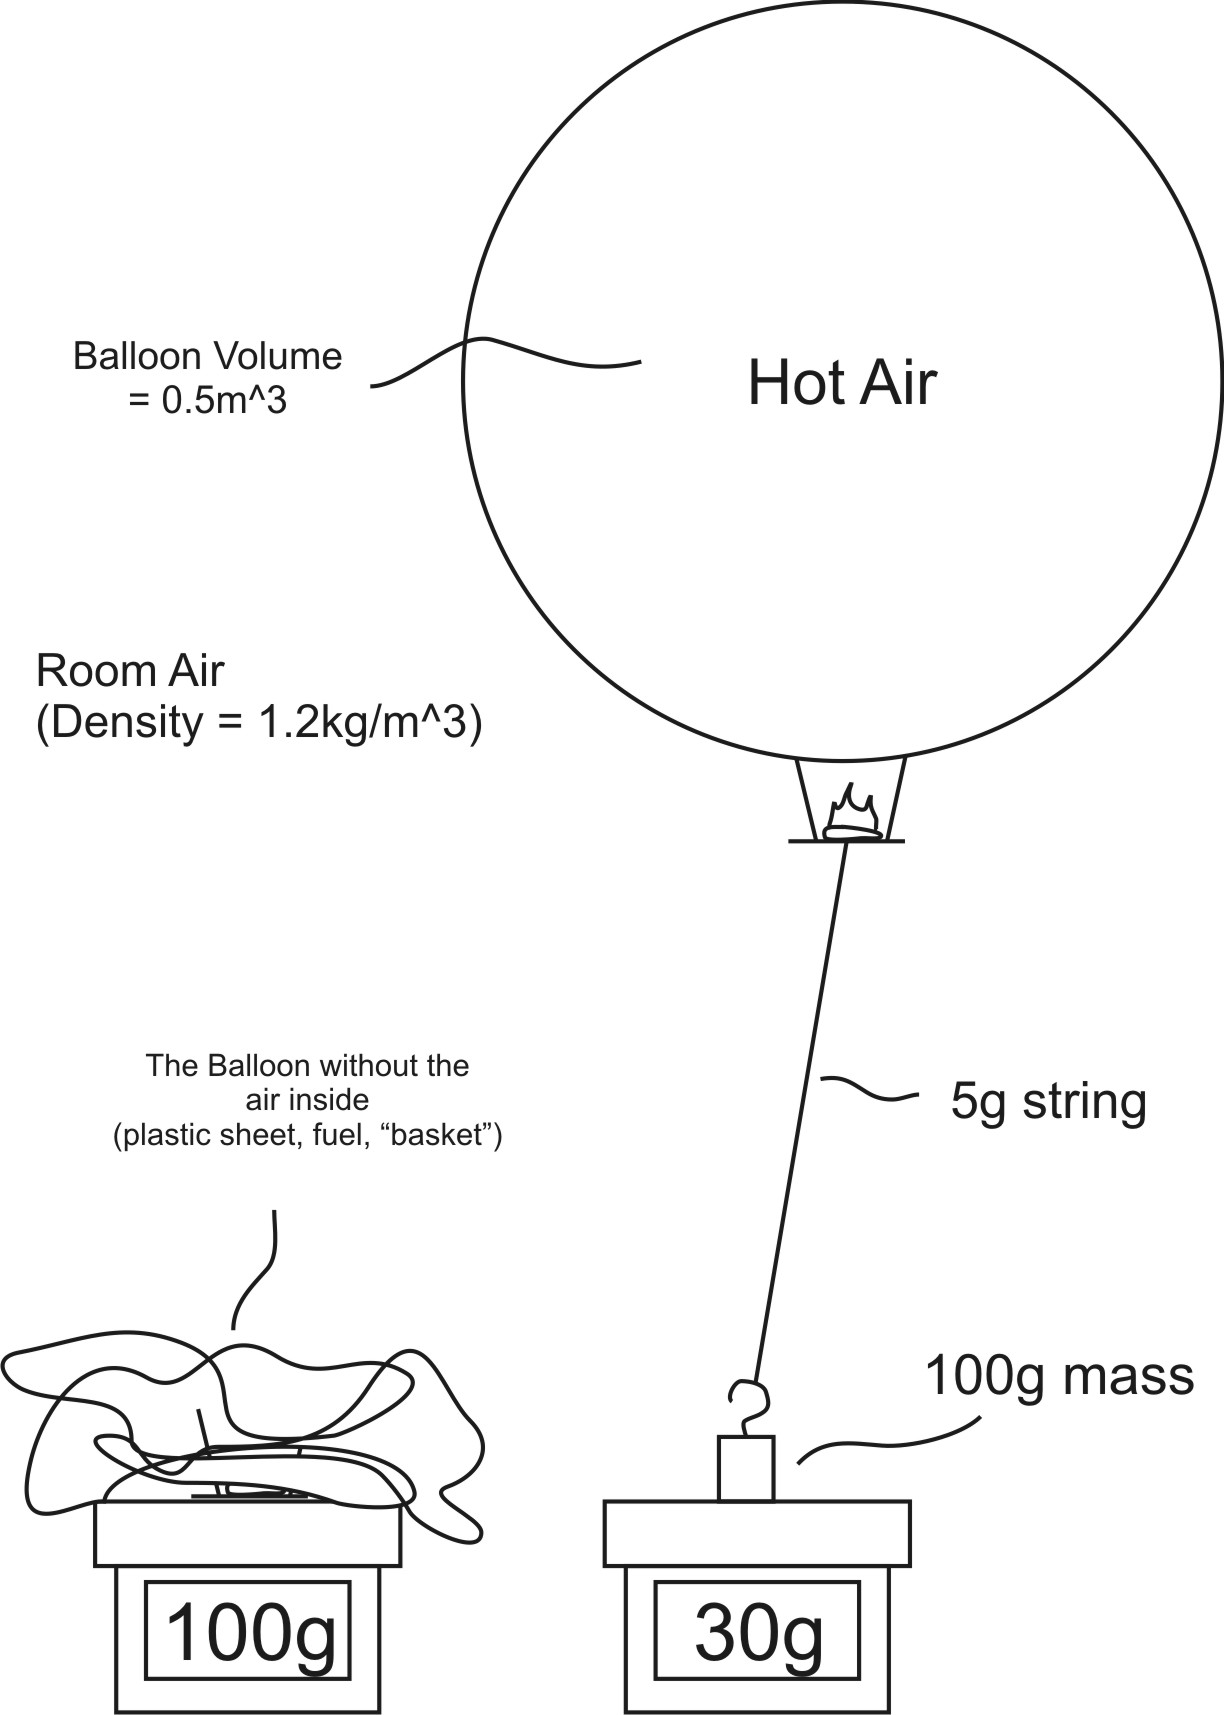 Hot Air
Balloon Volume
= 0.5m^3
Room Air
(Density = 1.2kg/m^3)
The Balloon without the
air inside
(plastic sheet, fuel, “basket”)
5g string
100g mass
100g
30g